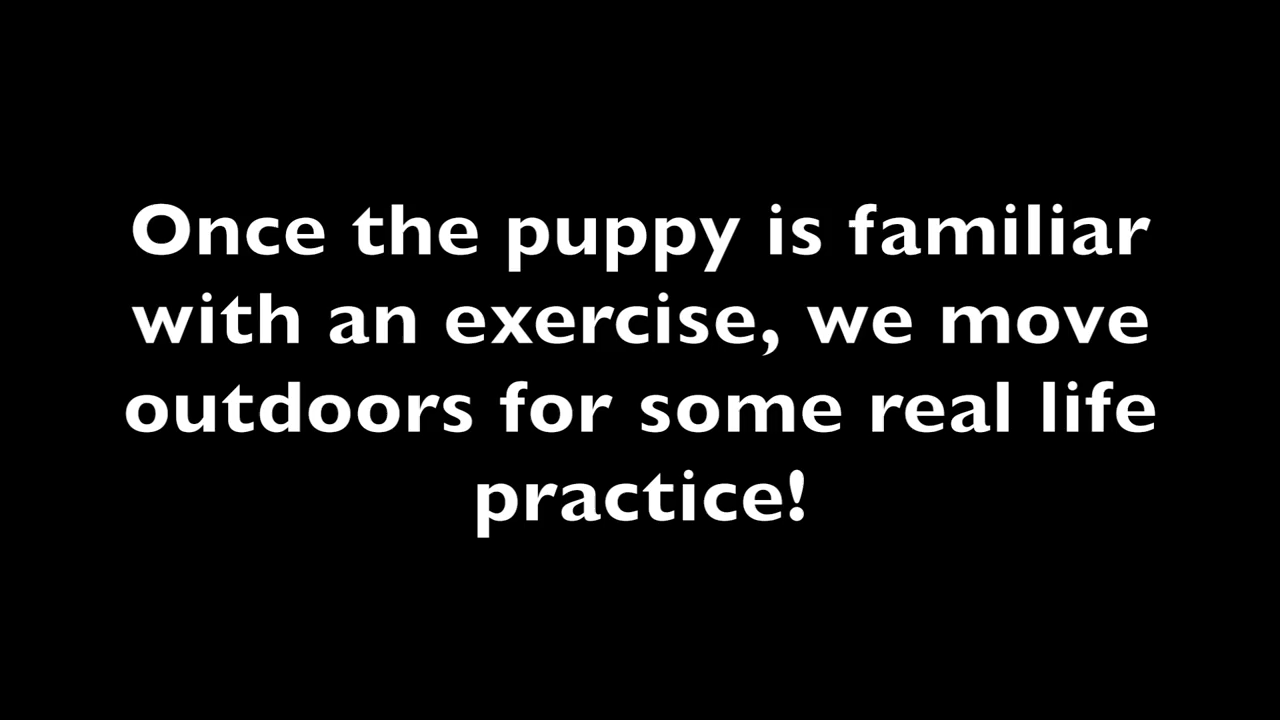 Once the puppy is familiar
with an exercise, we move
outdoors for some real life
practice!